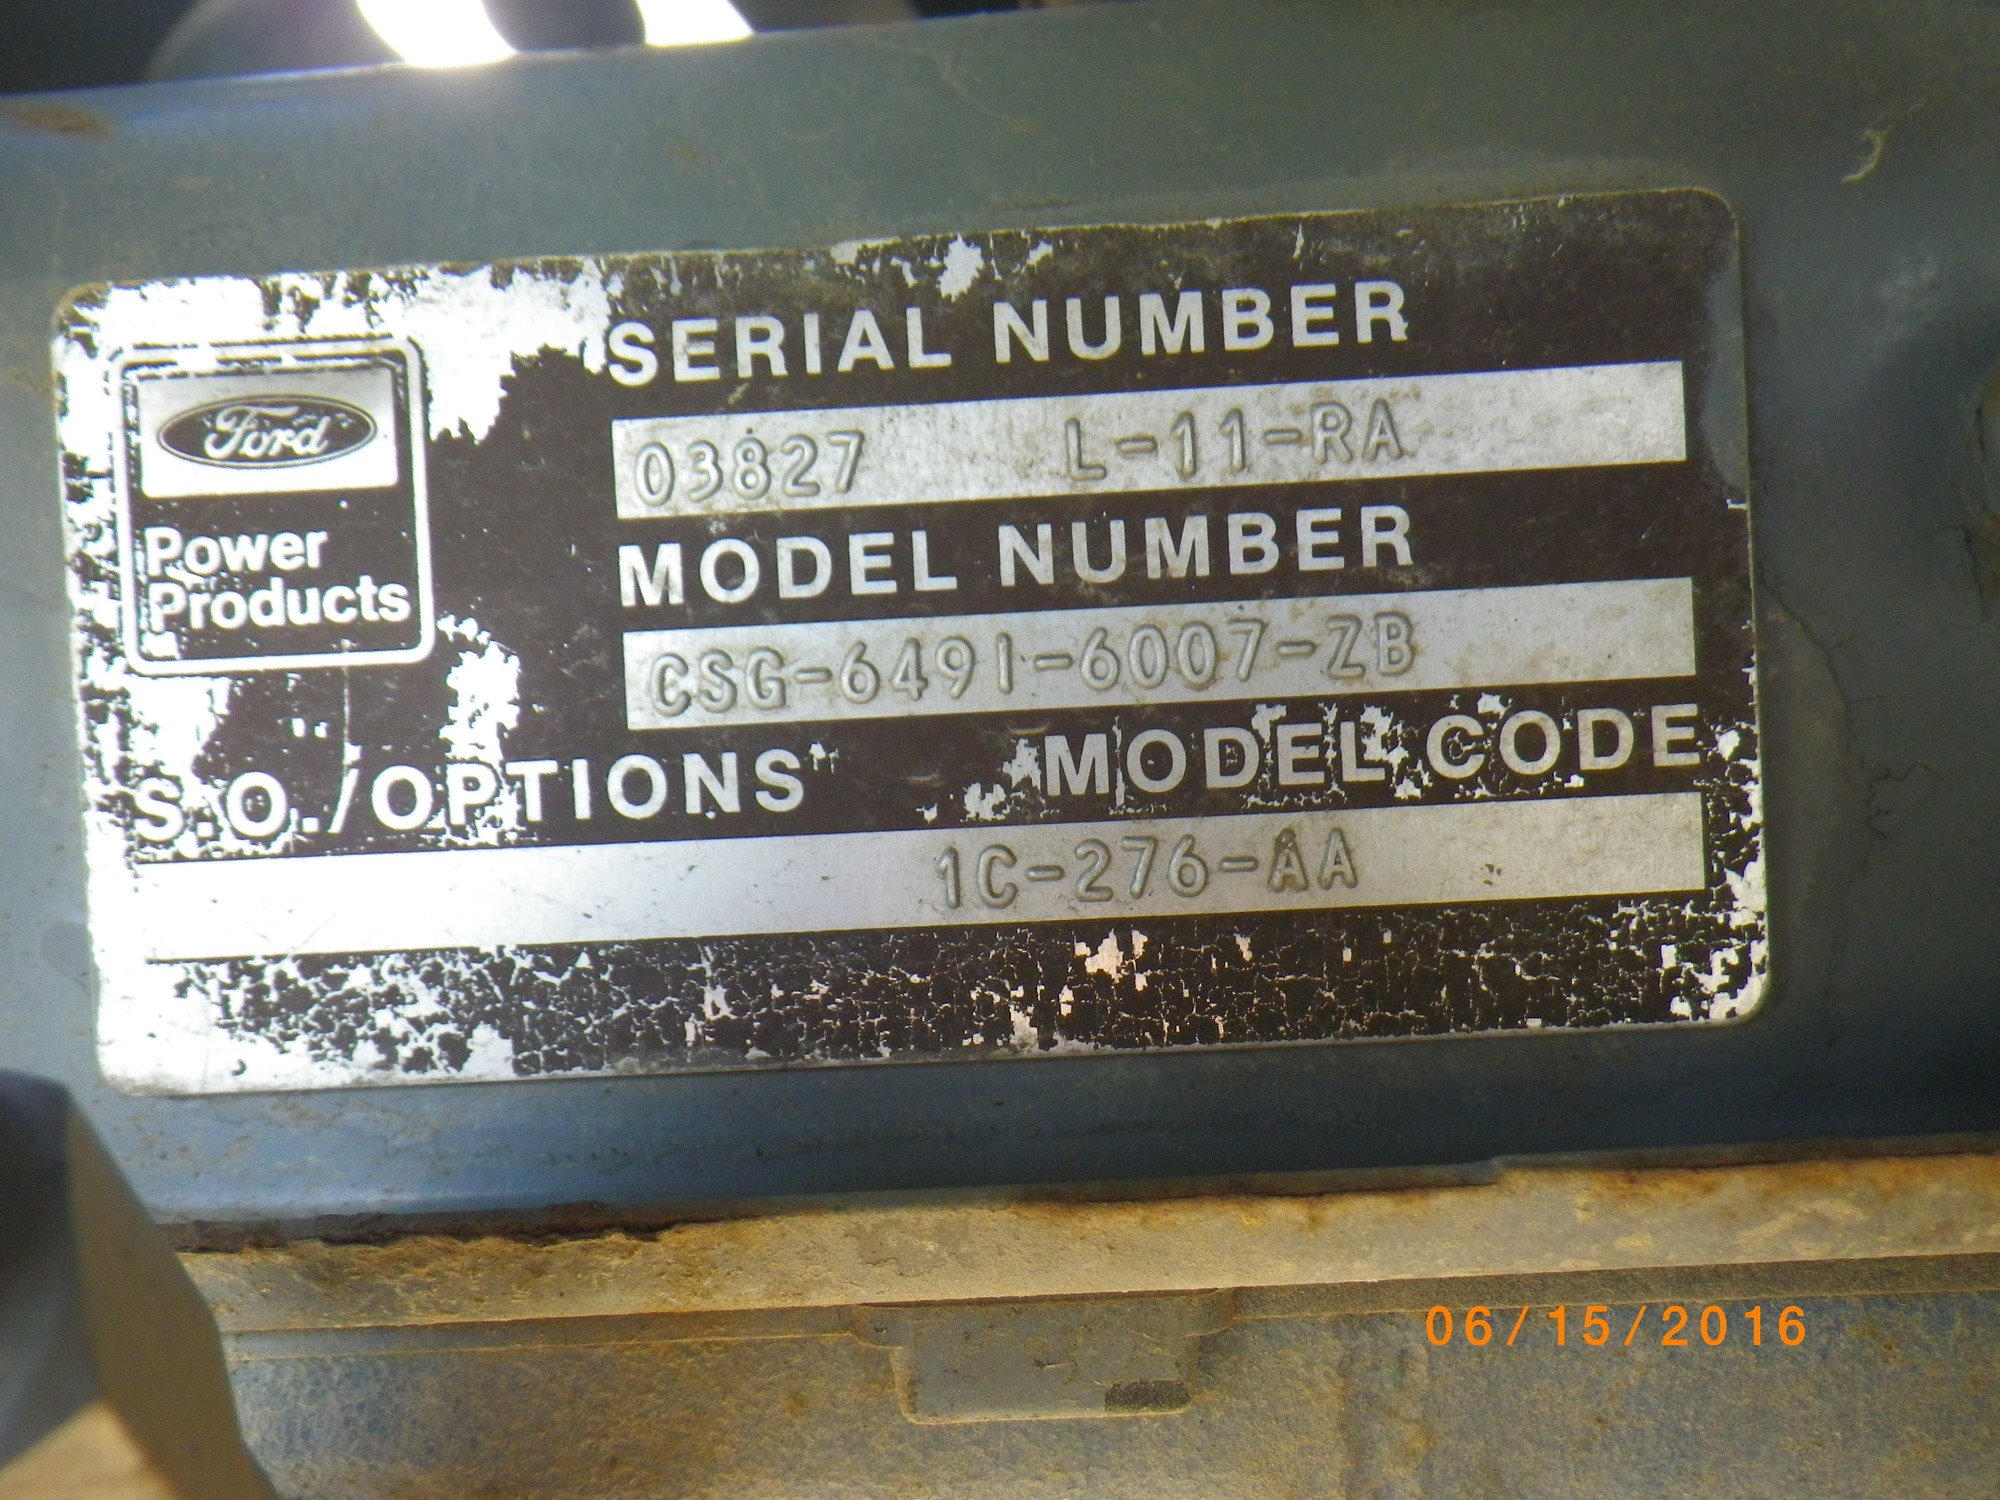 SERIAL NUMBER
03827 L-11-RA
Ford
Power
Products
MODEL NUMBER
CSG-649I-6007-ZB
S.O./OPTIONS MODEL CODE
1C-276-AA
06/15/2016